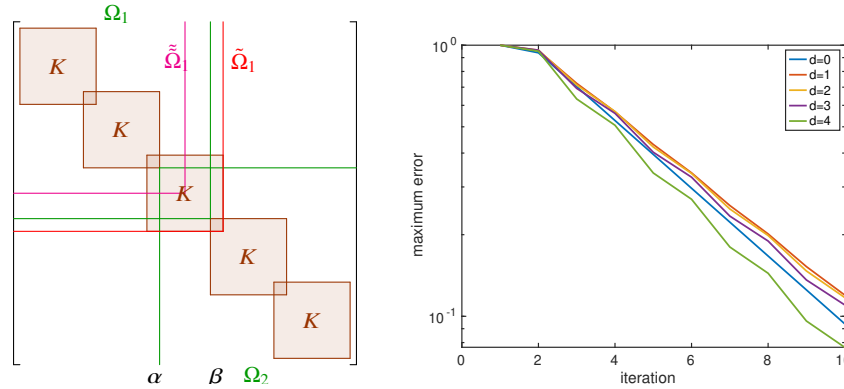 Ω₁
K
Ω̃̃₁ Ω̃₁
K
K
K
K
α β Ω₂
10⁰
10⁻¹
maximum error
0 2 4 6 8 10
iteration
d=0
d=1
d=2
d=3
d=4